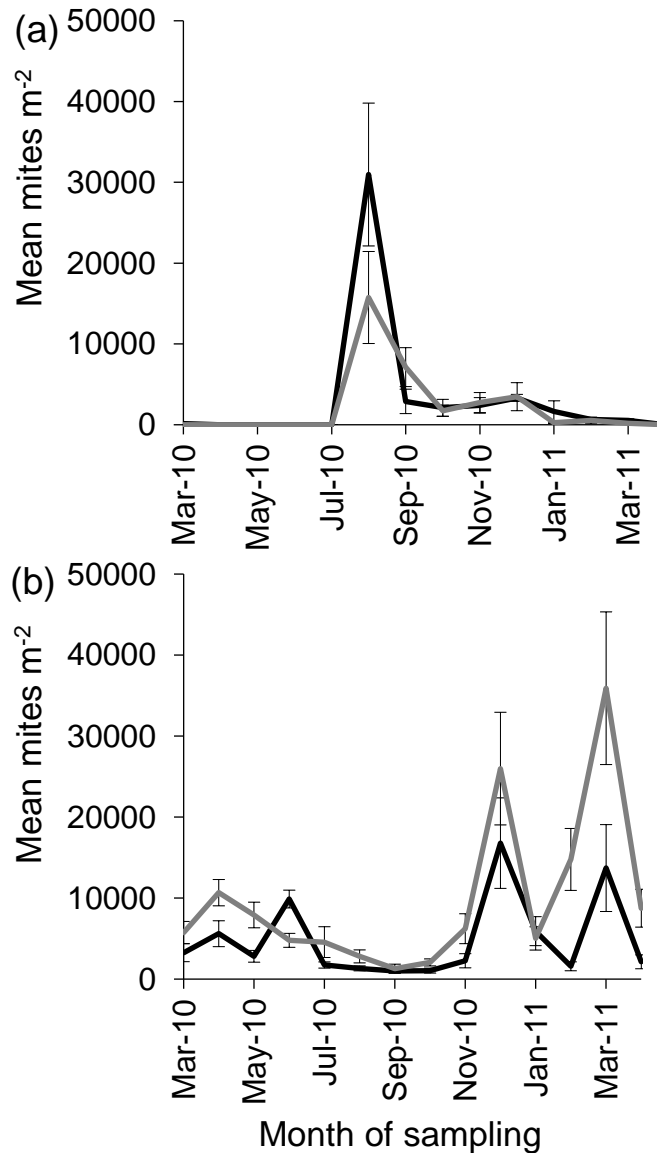 (a)
Mean mites m⁻²
50000
40000
30000
20000
10000
0
Mar-10
May-10
Jul-10
Sep-10
Nov-10
Jan-11
Mar-11
(b)
Mean mites m⁻²
50000
40000
30000
20000
10000
0
Mar-10
May-10
Jul-10
Sep-10
Nov-10
Jan-11
Mar-11
Month of sampling